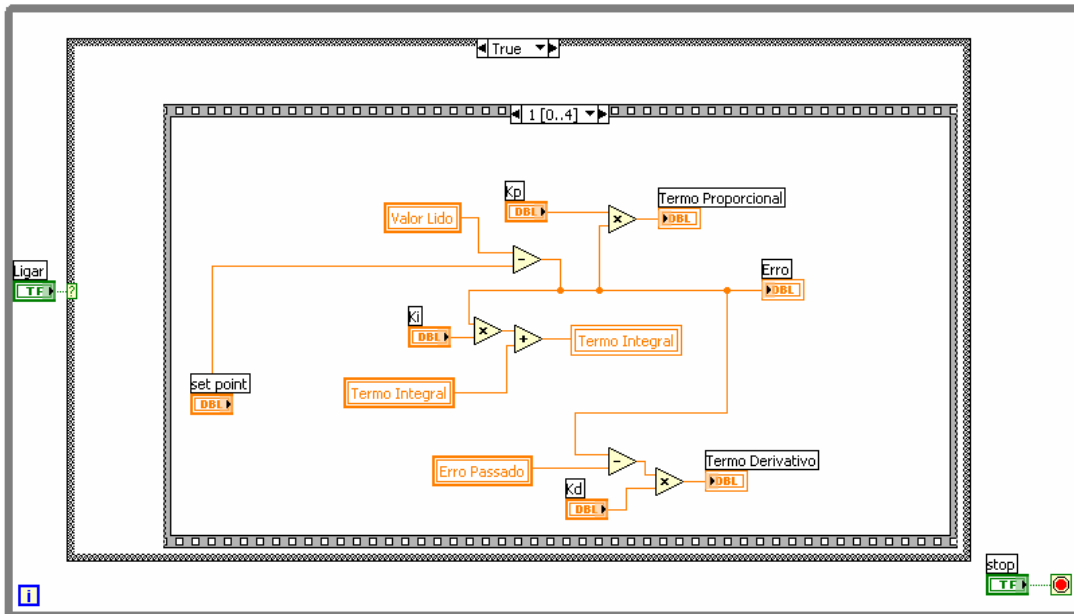 True
1 [0..4]
Kp
DBL
Termo Proporcional
DBL
Valor Lido
-
x
Ligar
TF
?
Erro
DBL
Ki
DBL
x
+
Termo Integral
set point
DBL
Termo Integral
Erro Passado
-
x
Termo Derivativo
DBL
Kd
DBL
stop
TF
i